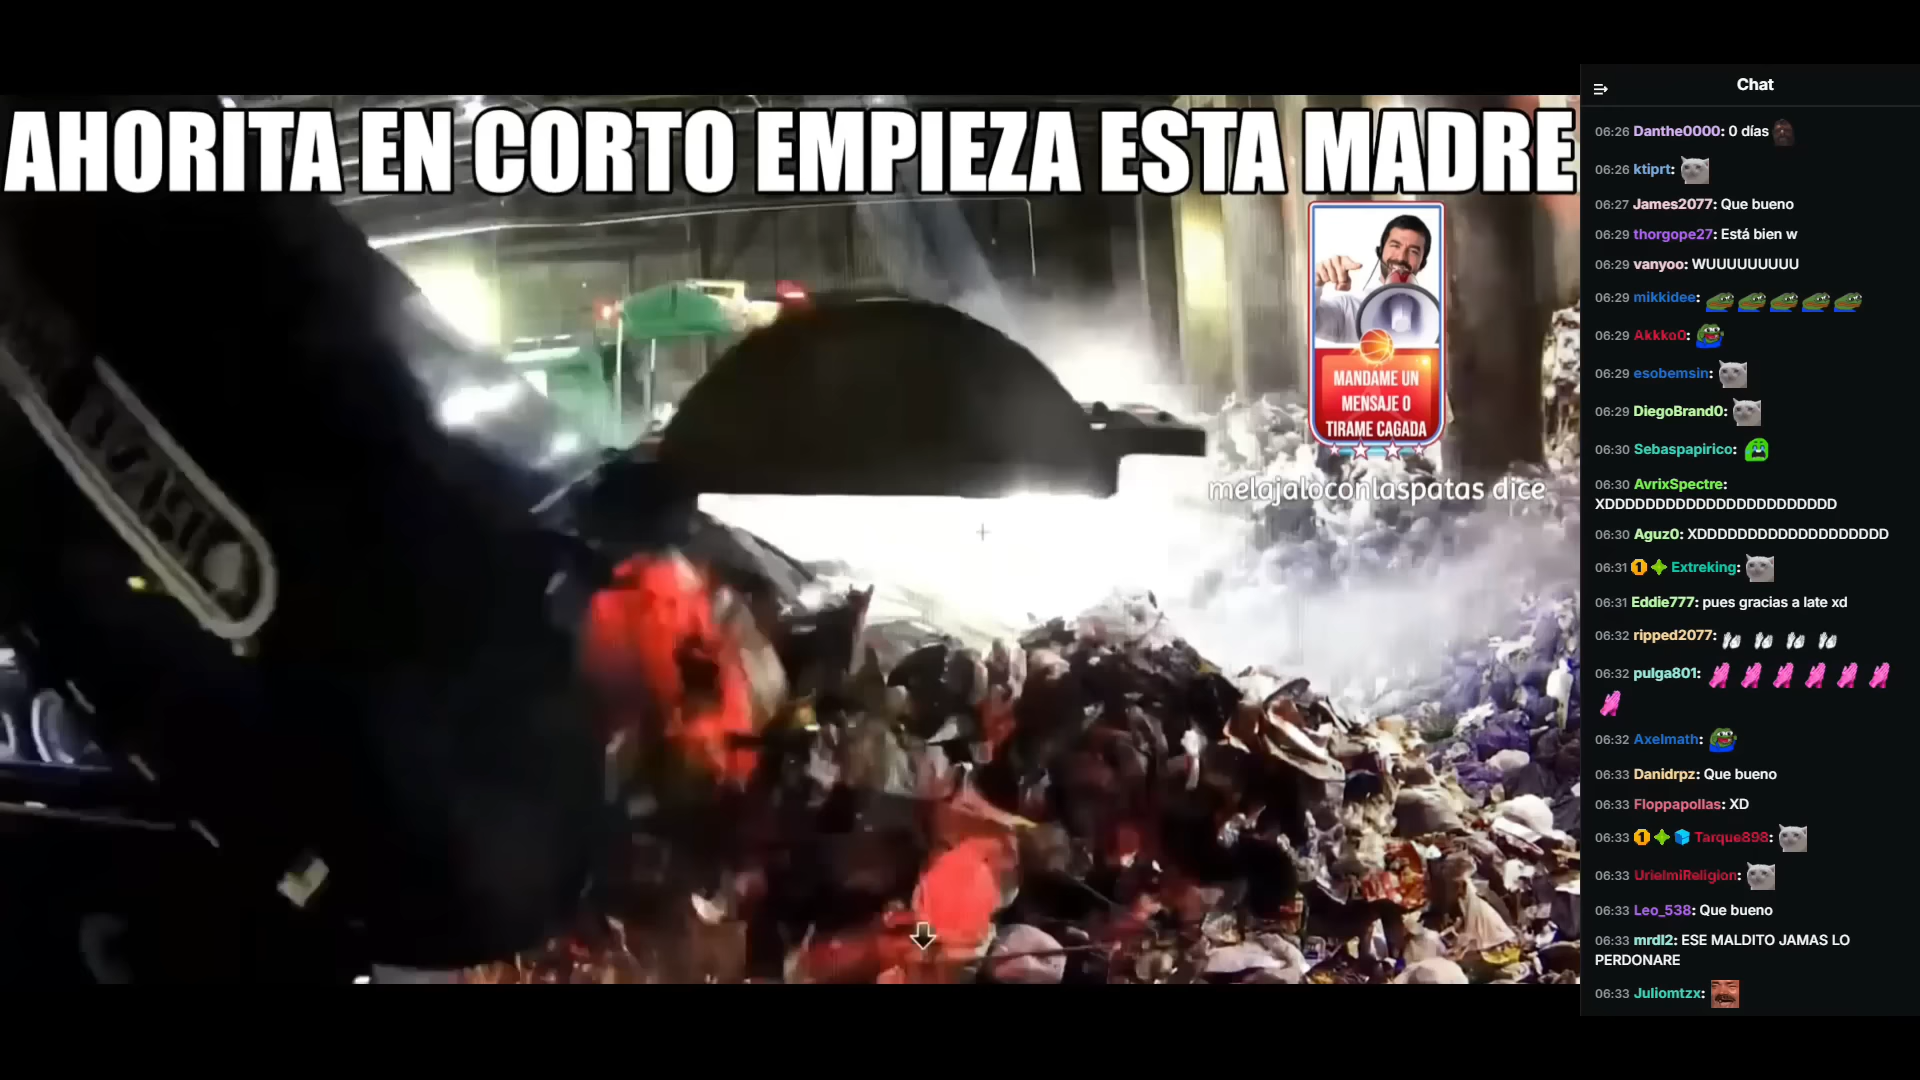 AHORITA EN CORTO EMPIEZA ESTA MADRE
MANDAME UN
MENSAJE O
TIRAME CAGADA
melajaloconlaspatas dice
Chat
06:26 Danthe0000: 0 días
06:26 ktiprt:
06:27 James2077: Que bueno
06:29 thorgope27: Está bien w
06:29 vanyoo: WUUUUUUUUU
06:29 mikkidee:
06:29 Akkko0:
06:29 esobemsin:
06:29 DiegoBrand0:
06:30 Sebaspapirico:
06:30 AvrixSpectre:
XDDDDDDDDDDDDDDDDDDDDDDD
06:30 Aguz0: XDDDDDDDDDDDDDDDDDDD
06:31 1 Extreking:
06:31 Eddie777: pues gracias a late xd
06:32 ripped2077:
06:32 pulga801:
06:32 Axelmath:
06:33 Danidrpz: Que bueno
06:33 Floppapollas: XD
06:33 1 Tarque898:
06:33 UrielmiReligion:
06:33 Leo_538: Que bueno
06:33 mrdl2: ESE MALDITO JAMAS LO
PERDONARE
06:33 Juliomtzx: